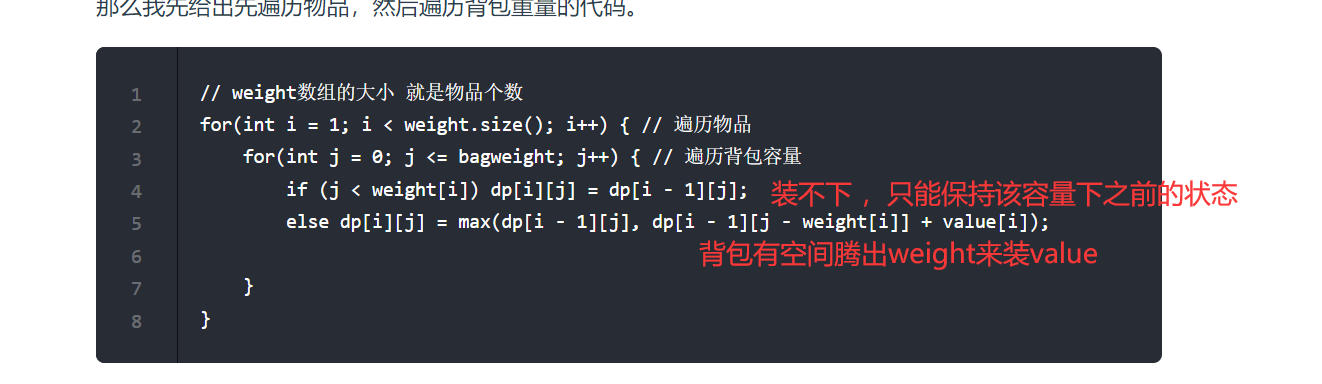 那么我先给出先遍历物品，然后遍历背包重量的代码。
1 // weight数组的大小 就是物品个数
2 for(int i = 1; i < weight.size(); i++) { // 遍历物品
3 for(int j = 0; j <= bagweight; j++) { // 遍历背包容量
4 if (j < weight[i]) dp[i][j] = dp[i - 1][j]; 装不下 ，只能保持该容量下之前的状态
5 else dp[i][j] = max(dp[i - 1][j], dp[i - 1][j - weight[i]] + value[i]);
6 背包有空间腾出weight来装value
7 }
8 }